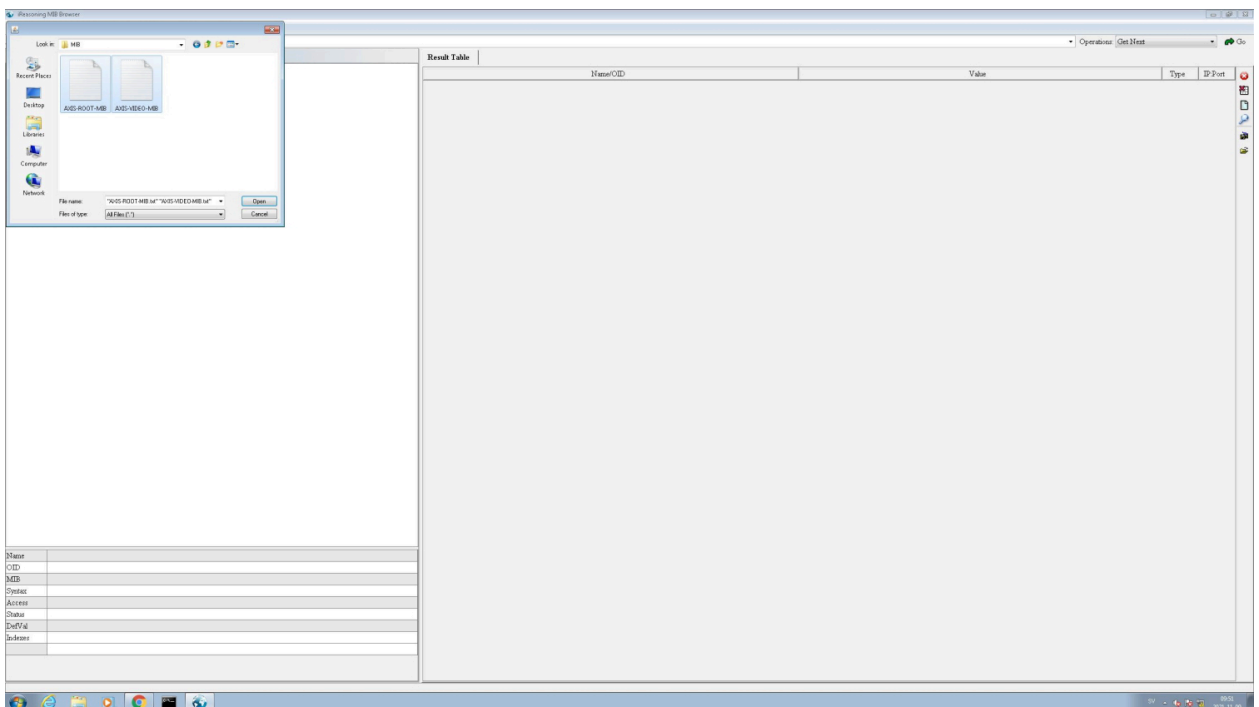 iReasoning MIB Browser
Look in: MIB
Operations: Get Next Go
Result Table
Name/OID Value Type IP:Port
Recent Places
Desktop
Libraries
Computer
Network
AXIS-ROOT-MIB AXIS-VIDEO-MIB
File name: "AXIS-ROOT-MIB.txt" "AXIS-VIDEO-MIB.txt" Open
Files of type: All Files (*.*) Cancel
Name
OID
MIB
Syntax
Access
Status
DefVal
Indexes
SV